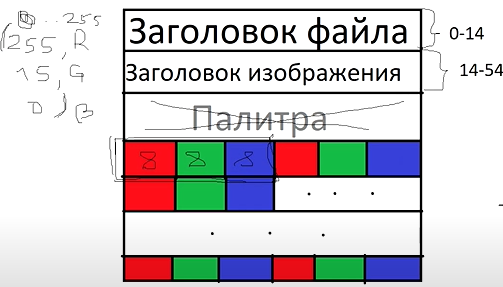 0...255
Заголовок файла
0-14
(255, R
15, G
0, B
Заголовок изображения
14-54
Палитра
8 8 8
. . .
. . .